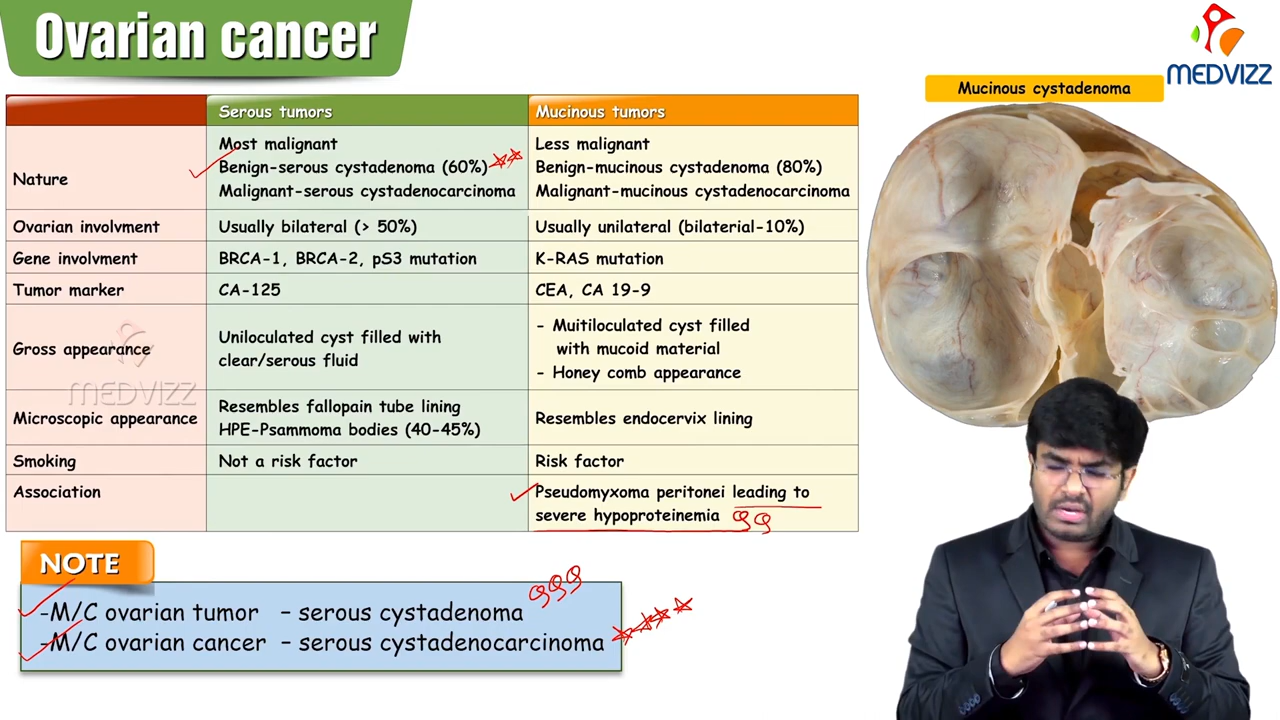 Ovarian cancer
MEDVIZZ
Mucinous cystadenoma
Serous tumors
Mucinous tumors
Nature
Most malignant
Benign-serous cystadenoma (60%)
Malignant-serous cystadenocarcinoma
Less malignant
Benign-mucinous cystadenoma (80%)
Malignant-mucinous cystadenocarcinoma
Ovarian involvment
Usually bilateral (> 50%)
Usually unilateral (bilaterial-10%)
Gene involvment
BRCA-1, BRCA-2, pS3 mutation
K-RAS mutation
Tumor marker
CA-125
CEA, CA 19-9
Gross appearance
Uniloculated cyst filled with
clear/serous fluid
- Muitiloculated cyst filled
with mucoid material
- Honey comb appearance
MEDVIZZ
Microscopic appearance
Resembles fallopain tube lining
HPE-Psammoma bodies (40-45%)
Resembles endocervix lining
Smoking
Not a risk factor
Risk factor
Association
Pseudomyxoma peritonei leading to
severe hypoproteinemia
NOTE
-M/C ovarian tumor – serous cystadenoma
-M/C ovarian cancer – serous cystadenocarcinoma